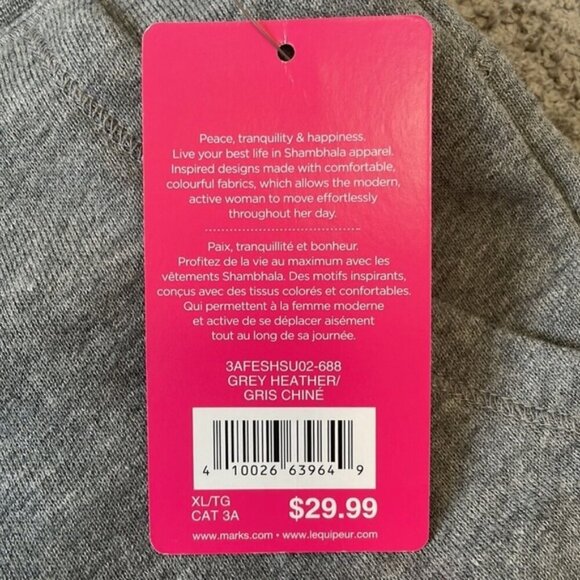 Peace, tranquility & happiness.
Live your best life in Shambhala apparel.
Inspired designs made with comfortable,
colourful fabrics, which allows the modern,
active woman to move effortlessly
throughout her day.
Paix, tranquillité et bonheur.
Profitez de la vie au maximum avec les
vêtements Shambhala. Des motifs inspirants,
conçus avec des tissus colorés et confortables.
Qui permettent à la femme moderne
et active de se déplacer aisément
tout au long de sa journée.
3AFESHSU02-688
GREY HEATHER/
GRIS CHINÉ
4 10026 63964 9
XL/TG
CAT 3A
$29.99
www.marks.com • www.lequipeur.com